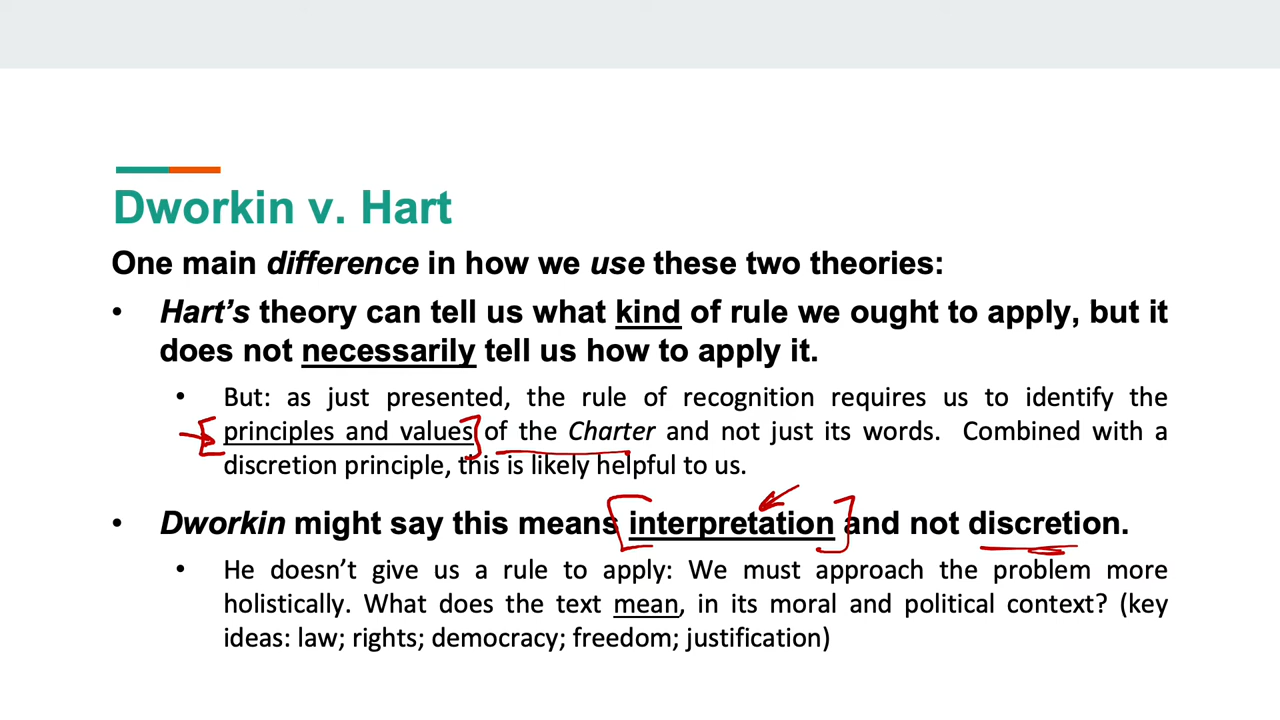 Dworkin v. Hart
One main difference in how we use these two theories:
• Hart’s theory can tell us what kind of rule we ought to apply, but it
does not necessarily tell us how to apply it.
• But: as just presented, the rule of recognition requires us to identify the
principles and values of the Charter and not just its words. Combined with a
discretion principle, this is likely helpful to us.
• Dworkin might say this means interpretation and not discretion.
• He doesn’t give us a rule to apply: We must approach the problem more
holistically. What does the text mean, in its moral and political context? (key
ideas: law; rights; democracy; freedom; justification)